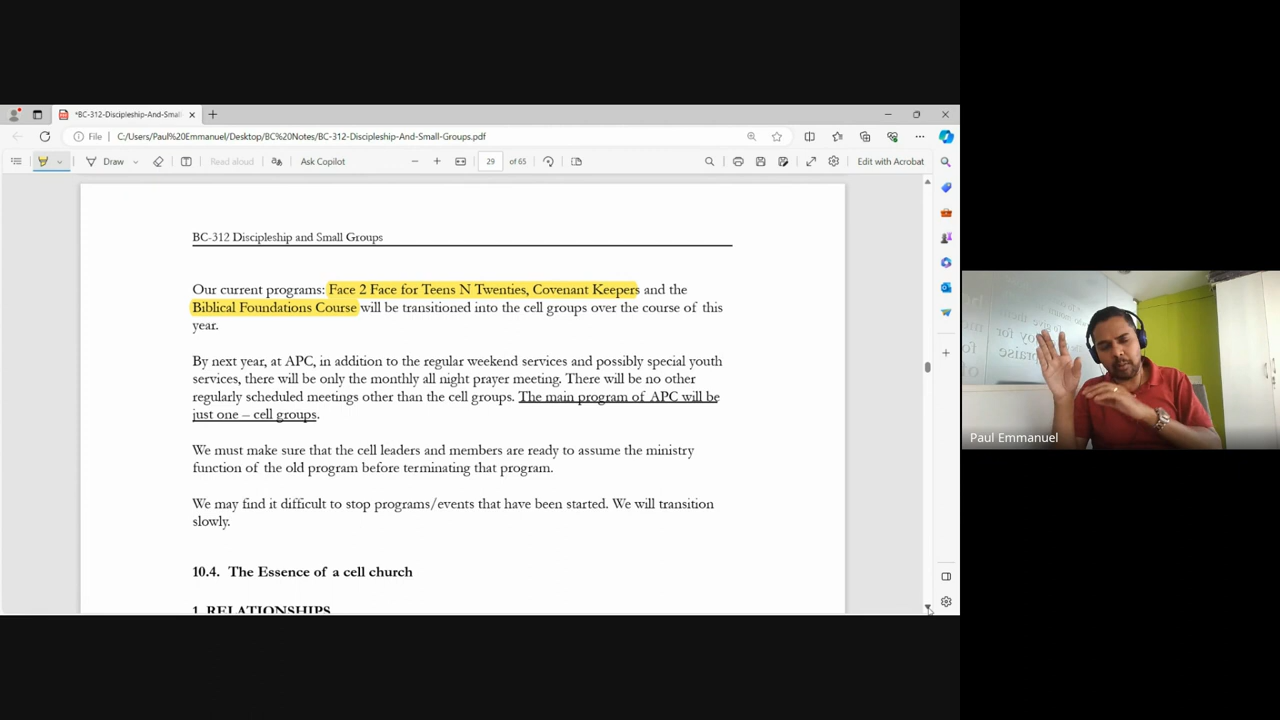 *BC-312-Discipleship-And-Small-
File C:/Users/Paul%20Emmanuel/Desktop/BC%20Notes/BC-312-Discipleship-And-Small-Groups.pdf
Draw Read aloud Ask Copilot 29 of 65 Edit with Acrobat
BC-312 Discipleship and Small Groups
Our current programs: Face 2 Face for Teens N Twenties, Covenant Keepers and the
Biblical Foundations Course will be transitioned into the cell groups over the course of this
year.
By next year, at APC, in addition to the regular weekend services and possibly special youth
services, there will be only the monthly all night prayer meeting. There will be no other
regularly scheduled meetings other than the cell groups. The main program of APC will be
just one – cell groups.
We must make sure that the cell leaders and members are ready to assume the ministry
function of the old program before terminating that program.
We may find it difficult to stop programs/events that have been started. We will transition
slowly.
10.4. The Essence of a cell church
1. RELATIONSHIPS
Paul Emmanuel